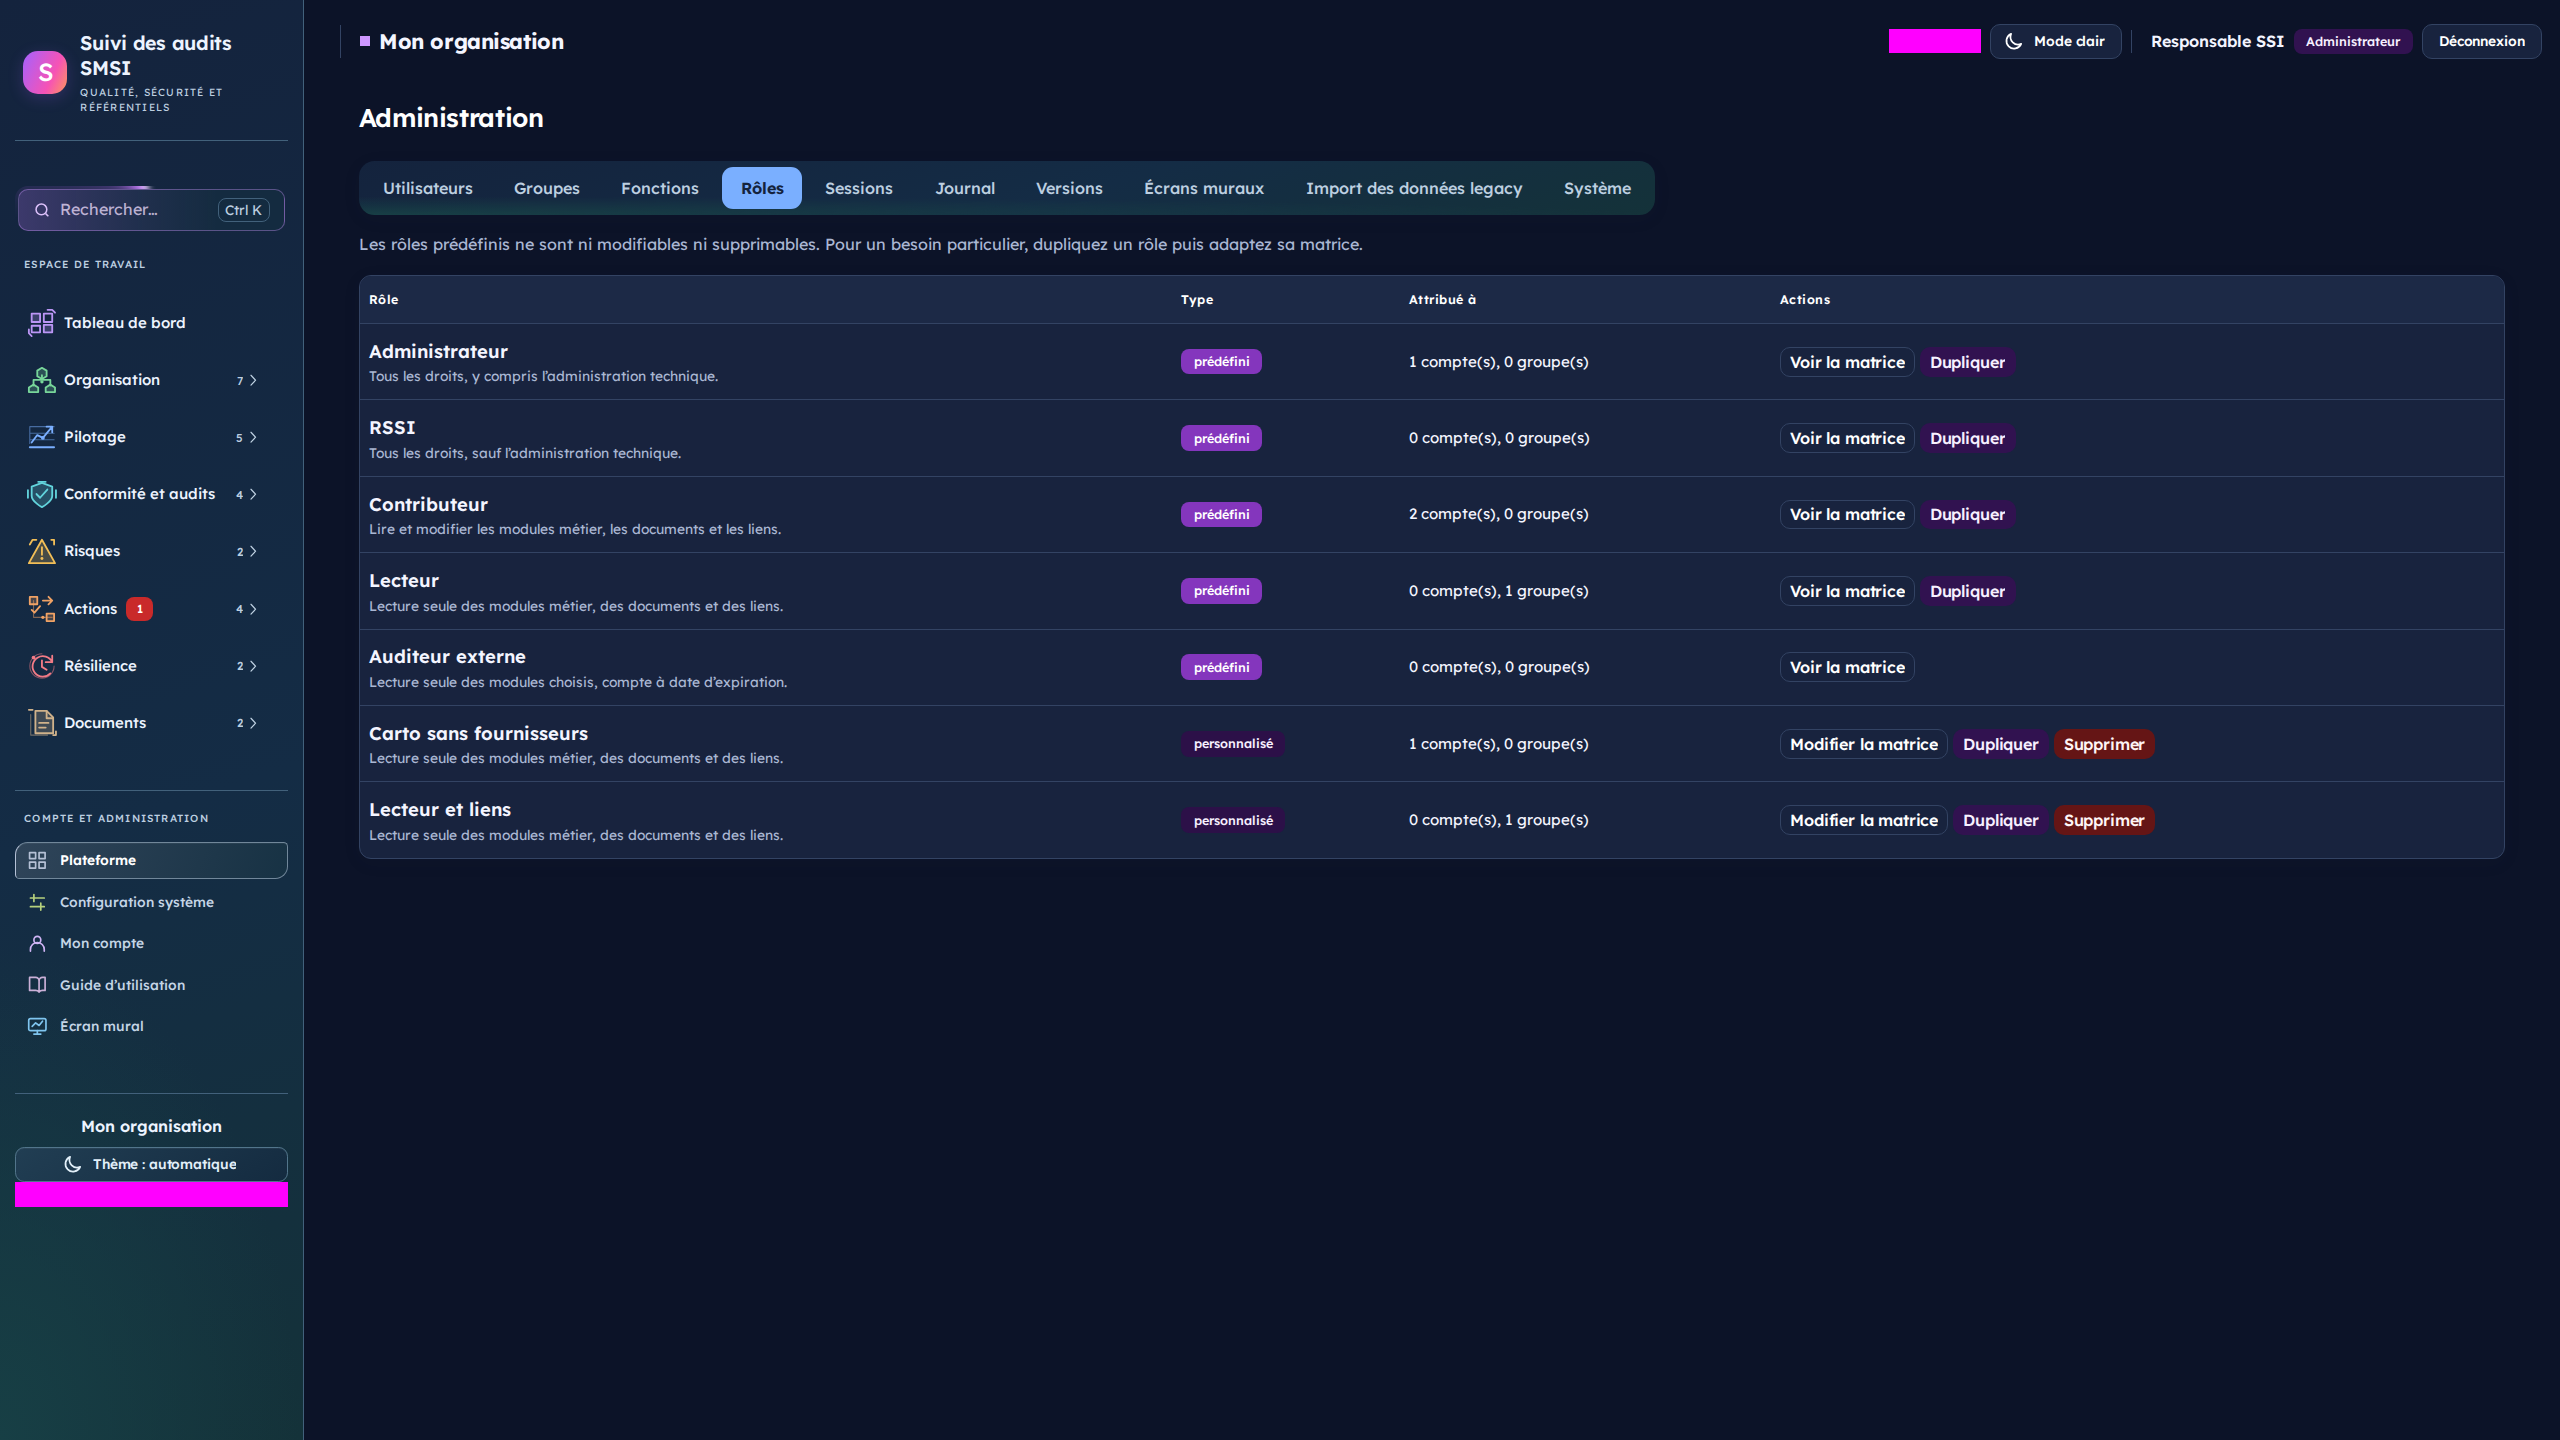 Suivi des audits
SMSI
QUALITÉ, SÉCURITÉ ET
RÉFÉRENTIELS
S
Rechercher...
Ctrl K
ESPACE DE TRAVAIL
Tableau de bord
Organisation 7
Pilotage 5
Conformité et audits 4
Risques 2
Actions 1 4
Résilience 2
Documents 2
COMPTE ET ADMINISTRATION
Plateforme
Configuration système
Mon compte
Guide d'utilisation
Écran mural
Mon organisation
Thème : automatique
Mon organisation
Mode clair
Responsable SSI
Administrateur
Déconnexion
Administration
Utilisateurs Groupes Fonctions Rôles Sessions Journal Versions Écrans muraux Import des données legacy Système
Les rôles prédéfinis ne sont ni modifiables ni supprimables. Pour un besoin particulier, dupliquez un rôle puis adaptez sa matrice.
Rôle Type Attribué à Actions
Administrateur
Tous les droits, y compris l'administration technique.
prédéfini 1 compte(s), 0 groupe(s) Voir la matrice Dupliquer
RSSI
Tous les droits, sauf l'administration technique.
prédéfini 0 compte(s), 0 groupe(s) Voir la matrice Dupliquer
Contributeur
Lire et modifier les modules métier, les documents et les liens.
prédéfini 2 compte(s), 0 groupe(s) Voir la matrice Dupliquer
Lecteur
Lecture seule des modules métier, des documents et des liens.
prédéfini 0 compte(s), 1 groupe(s) Voir la matrice Dupliquer
Auditeur externe
Lecture seule des modules choisis, compte à date d'expiration.
prédéfini 0 compte(s), 0 groupe(s) Voir la matrice
Carto sans fournisseurs
Lecture seule des modules métier, des documents et des liens.
personnalisé 1 compte(s), 0 groupe(s) Modifier la matrice Dupliquer Supprimer
Lecteur et liens
Lecture seule des modules métier, des documents et des liens.
personnalisé 0 compte(s), 1 groupe(s) Modifier la matrice Dupliquer Supprimer